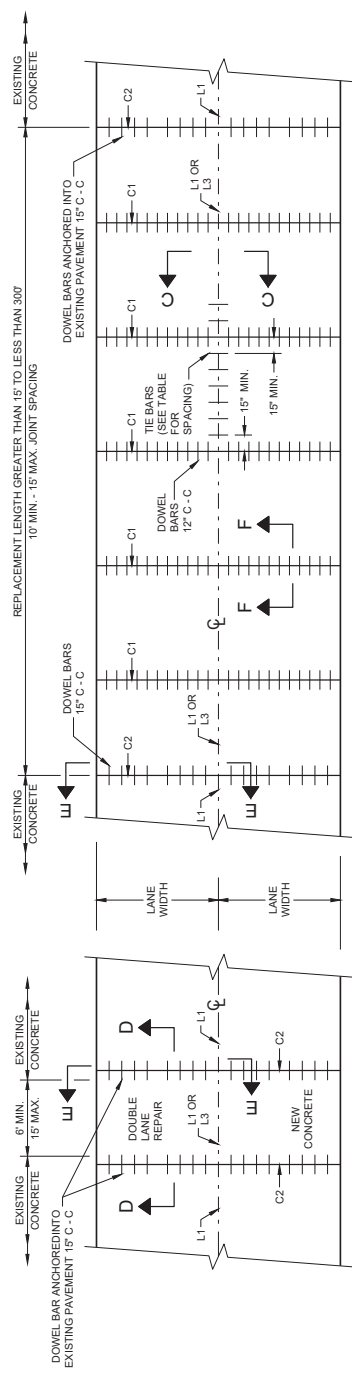 DOWEL BAR ANCHOREDINTO
EXISTING PAVEMENT 15" C - C
EXISTING
CONCRETE
6" MIN.
15' MAX.
EXISTING
CONCRETE
D
D
E
E
DOUBLE
LANE
REPAIR
L1
L1 OR
L3
L1
CL
C2
C2
NEW
CONCRETE
LANE
WIDTH
LANE
WIDTH
EXISTING
CONCRETE
REPLACEMENT LENGTH GREATER THAN 15' TO LESS THAN 300'
10' MIN. - 15' MAX. JOINT SPACING
EXISTING
CONCRETE
E
E
C2
DOWEL BARS
15" C - C
C1
C1
C1
C1
C1
C2
DOWEL BARS ANCHORED INTO
EXISTING PAVEMENT 15" C - C
L1
L1 OR
L3
CL
F
F
DOWEL
BARS
12" C - C
TIE BARS
(SEE TABLE
FOR
SPACING)
15" MIN.
15" MIN.
C
C
L1 OR
L3
L1